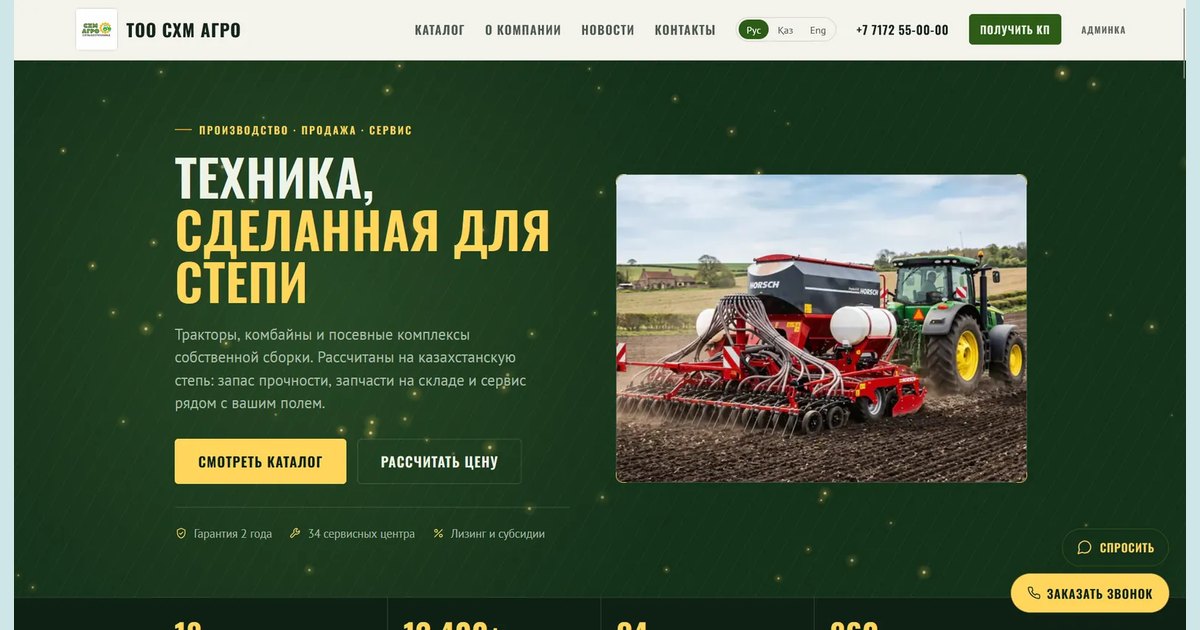 СХМ
АГРО
ТОО СХМ АГРО
КАТАЛОГ
О КОМПАНИИ
НОВОСТИ
КОНТАКТЫ
Рус
Қаз
Eng
+7 7172 55-00-00
ПОЛУЧИТЬ КП
АДМИНКА
ПРОИЗВОДСТВО · ПРОДАЖА · СЕРВИС
ТЕХНИКА,
СДЕЛАННАЯ ДЛЯ
СТЕПИ
Тракторы, комбайны и посевные комплексы
собственной сборки. Рассчитаны на казахстанскую
степь: запас прочности, запчасти на складе и сервис
рядом с вашим полем.
HORSCH
HORSCH
СМОТРЕТЬ КАТАЛОГ
РАССЧИТАТЬ ЦЕНУ
Гарантия 2 года
34 сервисных центра
Лизинг и субсидии
СПРОСИТЬ
ЗАКАЗАТЬ ЗВОНОК